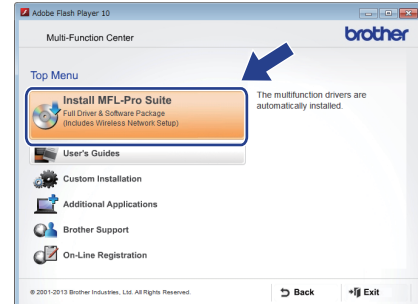 Adobe Flash Player 10
Multi-Function Center
brother
Top Menu
Install MFL-Pro Suite
Full Driver & Software Package
(Includes Wireless Network Setup)
The multifunction drivers are
automatically installed.
User's Guides
Custom Installation
Additional Applications
Brother Support
On-Line Registration
© 2001-2013 Brother Industries, Ltd. All Rights Reserved.
Back
Exit